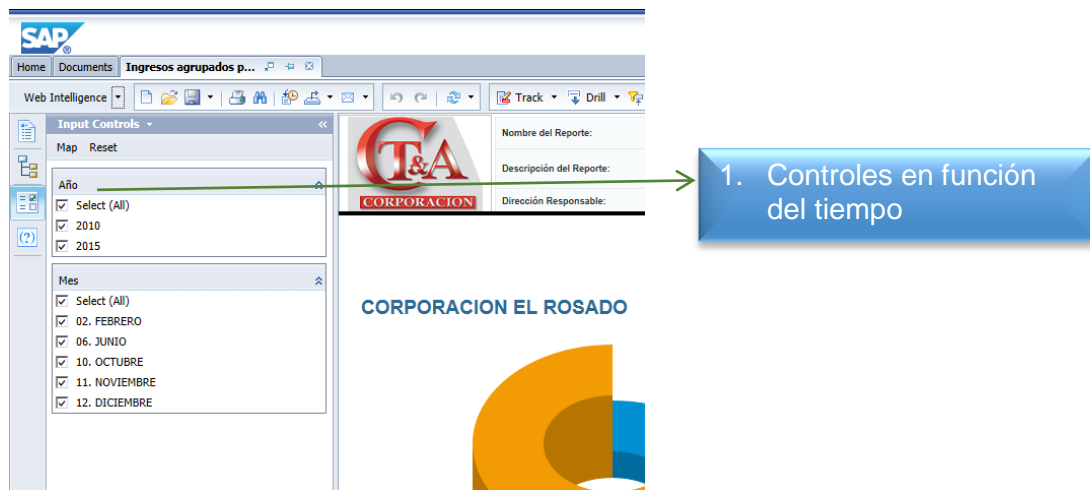 SAP®
Home Documents Ingresos agrupados p...
Web Intelligence Track Drill
Input Controls
Map Reset
Año
Select (All)
2010
2015
Mes
Select (All)
02. FEBRERO
06. JUNIO
10. OCTUBRE
11. NOVIEMBRE
12. DICIEMBRE
CT&A
CORPORACION
Nombre del Reporte:
Descripción del Reporte:
Dirección Responsable:
CORPORACION EL ROSADO
1. Controles en función
del tiempo